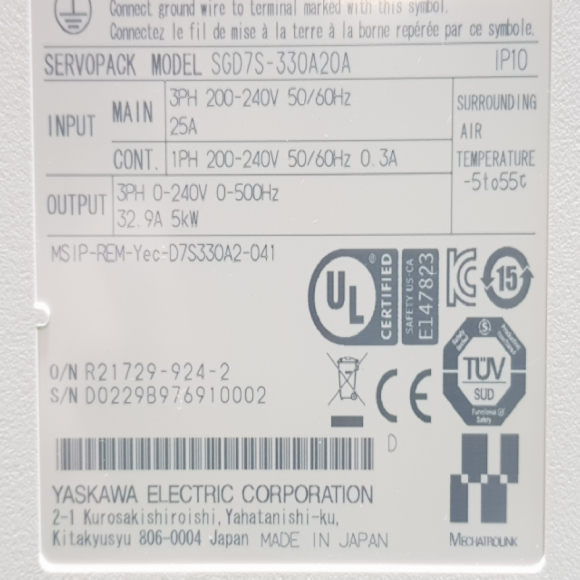 Connect ground wire to terminal marked with this symbol.
Connectez le fil de mise à la terre à la borne repérée par ce symbole.
SERVOPACK MODEL SGD7S-330A20A IP10
INPUT
MAIN
3PH 200-240V 50/60Hz
25A
CONT. 1PH 200-240V 50/60Hz 0.3A
SURROUNDING
AIR
TEMPERATURE
-5to55℃
OUTPUT
3PH 0-240V 0-500Hz
32.9A 5kW
MSIP-REM-Yec-D7S330A2-041
UL ®
CERTIFIED
SAFETY US-CA
E147823
15
O/N R21729-924-2
S/N D0229B976910002
CE
TÜV
SÜD
Functional
Safety
D
YASKAWA ELECTRIC CORPORATION
2-1 Kurosakishiroishi, Yahatanishi-ku,
Kitakyusyu 806-0004 Japan MADE IN JAPAN
MECHATROLINK